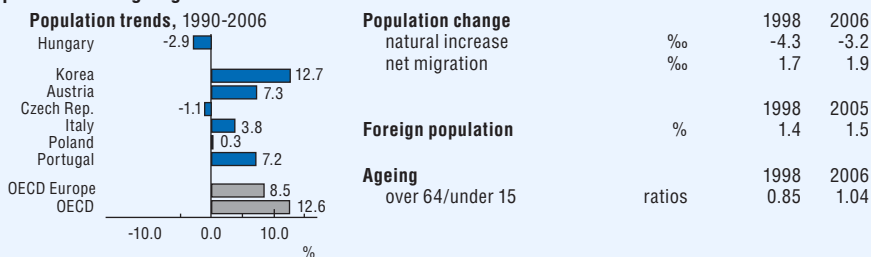 Population trends, 1990-2006
Hungary -2.9
Korea 12.7
Austria 7.3
Czech Rep. -1.1
Italy 3.8
Poland 0.3
Portugal 7.2
OECD Europe 8.5
OECD 12.6
-10.0 0.0 10.0
%
Population change 1998 2006
natural increase ‰ -4.3 -3.2
net migration ‰ 1.7 1.9
1998 2005
Foreign population % 1.4 1.5
Ageing 1998 2006
over 64/under 15 ratios 0.85 1.04